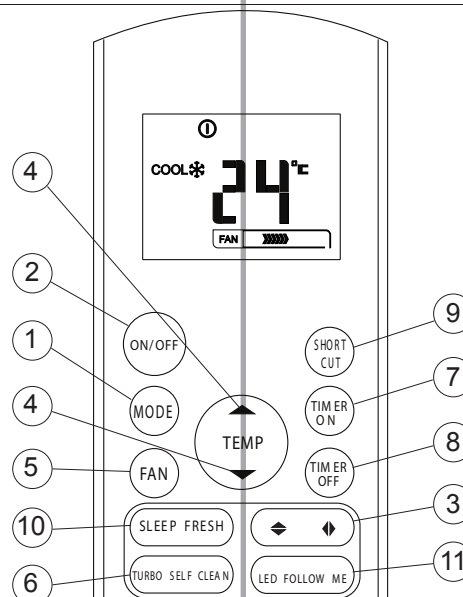 COOL 24°C
FAN
4
2
ON/OFF
SHORT
CUT
9
1
MODE
TIMER
ON
7
4
TEMP
5
FAN
TIMER
OFF
8
10
SLEEP FRESH
3
6
TURBO SELF CLEAN
LED FOLLOW ME
11